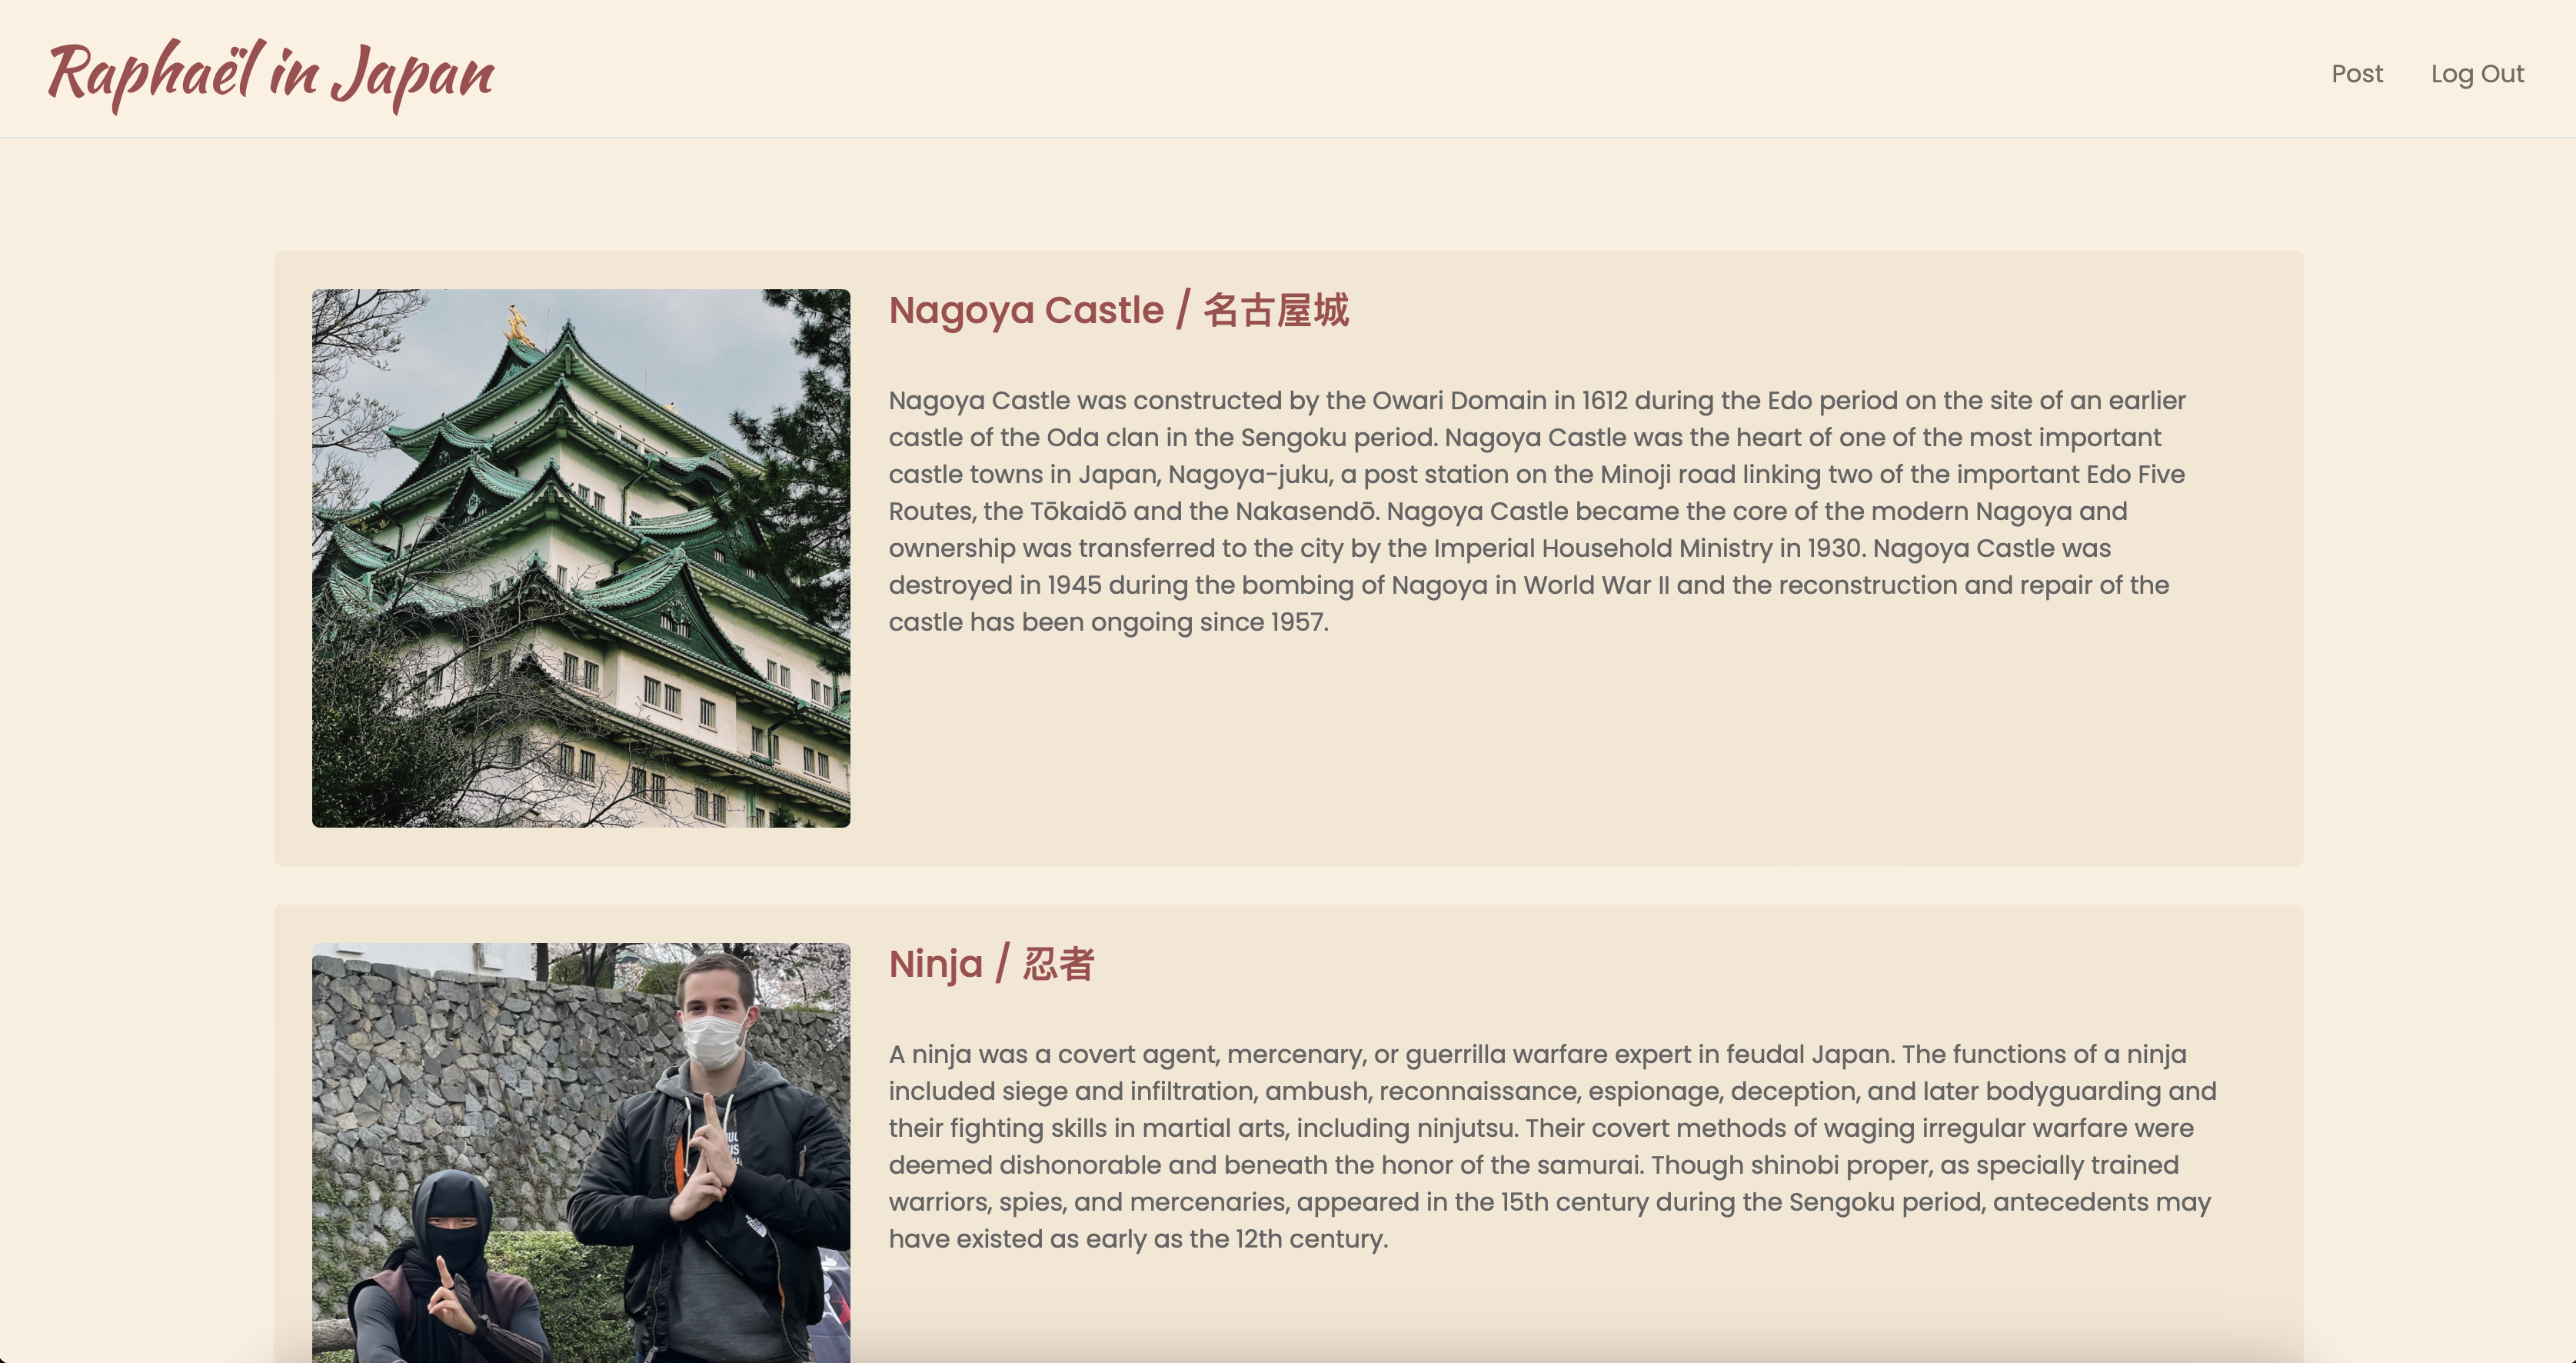 Raphaël in Japan
Post
Log Out
Nagoya Castle / 名古屋城
Nagoya Castle was constructed by the Owari Domain in 1612 during the Edo period on the site of an earlier
castle of the Oda clan in the Sengoku period. Nagoya Castle was the heart of one of the most important
castle towns in Japan, Nagoya-juku, a post station on the Minoji road linking two of the important Edo Five
Routes, the Tōkaidō and the Nakasendō. Nagoya Castle became the core of the modern Nagoya and
ownership was transferred to the city by the Imperial Household Ministry in 1930. Nagoya Castle was
destroyed in 1945 during the bombing of Nagoya in World War II and the reconstruction and repair of the
castle has been ongoing since 1957.
Ninja / 忍者
A ninja was a covert agent, mercenary, or guerrilla warfare expert in feudal Japan. The functions of a ninja
included siege and infiltration, ambush, reconnaissance, espionage, deception, and later bodyguarding and
their fighting skills in martial arts, including ninjutsu. Their covert methods of waging irregular warfare were
deemed dishonorable and beneath the honor of the samurai. Though shinobi proper, as specially trained
warriors, spies, and mercenaries, appeared in the 15th century during the Sengoku period, antecedents may
have existed as early as the 12th century.